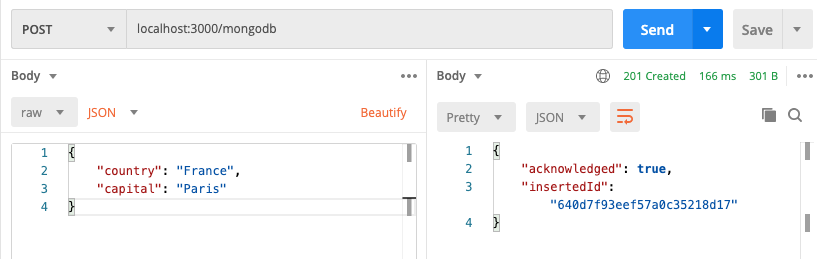 POST localhost:3000/mongodb Send Save
Body Body 201 Created 166 ms 301 B
raw JSON Beautify
Pretty JSON
1 {
2 "country": "France",
3 "capital": "Paris"
4 }
1 {
2 "acknowledged": true,
3 "insertedId":
"640d7f93eef57a0c35218d17"
4 }